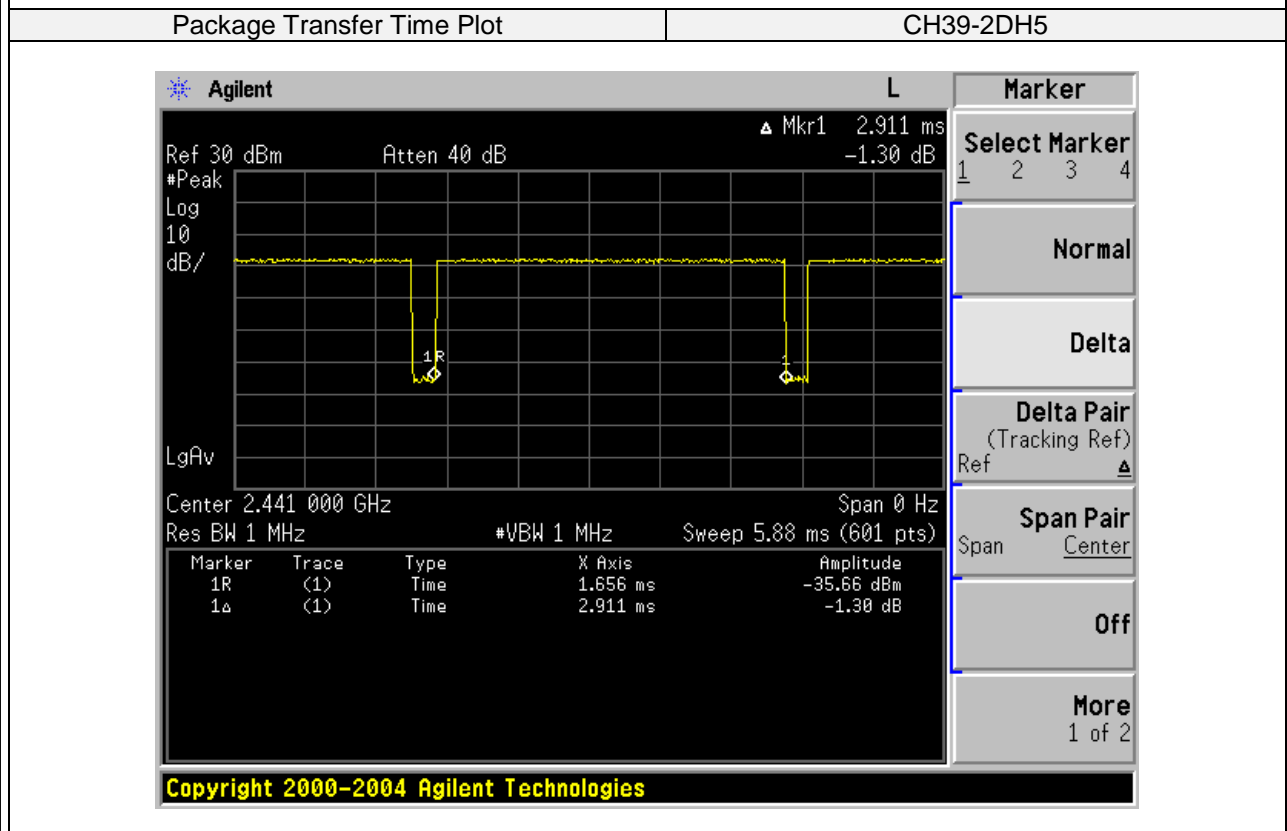 Package Transfer Time Plot CH39-2DH5
Agilent L Marker
Δ Mkr1 2.911 ms
Ref 30 dBm Atten 40 dB -1.30 dB
#Peak
Log
10
dB/
1R
1
LgAv
Center 2.441 000 GHz Span 0 Hz
Res BW 1 MHz #VBW 1 MHz Sweep 5.88 ms (601 pts)
Marker Trace Type X Axis Amplitude
1R (1) Time 1.656 ms -35.66 dBm
1Δ (1) Time 2.911 ms -1.30 dB
Select Marker
1 2 3 4
Normal
Delta
Delta Pair
(Tracking Ref)
Ref Δ
Span Pair
Span Center
Off
More
1 of 2
Copyright 2000-2004 Agilent Technologies